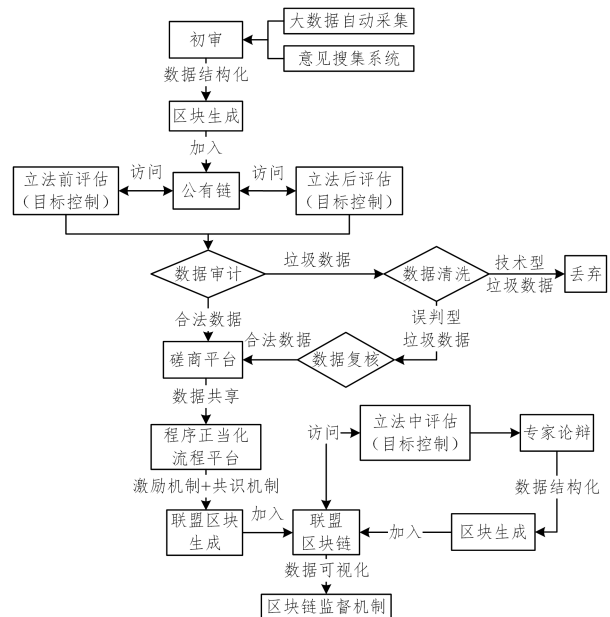 大数据自动采集
初审
意见搜集系统
数据结构化
区块生成
加入
立法前评估
（目标控制）
访问
公有链
访问
立法后评估
（目标控制）
数据审计
垃圾数据
数据清洗
技术型
垃圾数据
丢弃
合法数据
误判型
垃圾数据
磋商平台
合法数据
数据复核
数据共享
程序正当化
流程平台
访问
立法中评估
（目标控制）
专家论辩
激励机制+共识机制
数据结构化
联盟区块
生成
加入
联盟
区块链
加入
区块生成
数据可视化
区块链监督机制